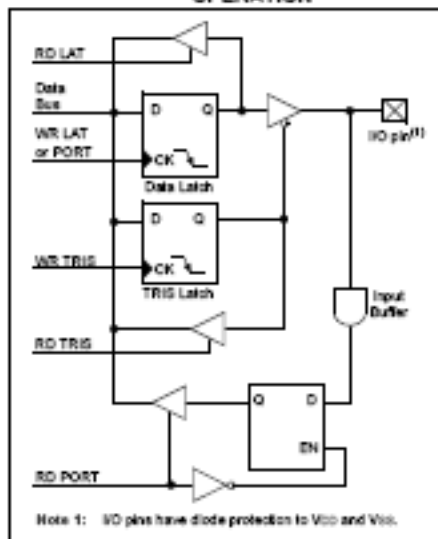 OPERATION
RD LAT
Data
Bus
D Q
I/O pin(1)
WR LAT
or PORT
CK
Data Latch
D Q
WR TRIS
CK
TRIS Latch
Input
Buffer
RD TRIS
Q D
EN
RD PORT
Note 1: I/O pins have diode protection to VDD and VSS.